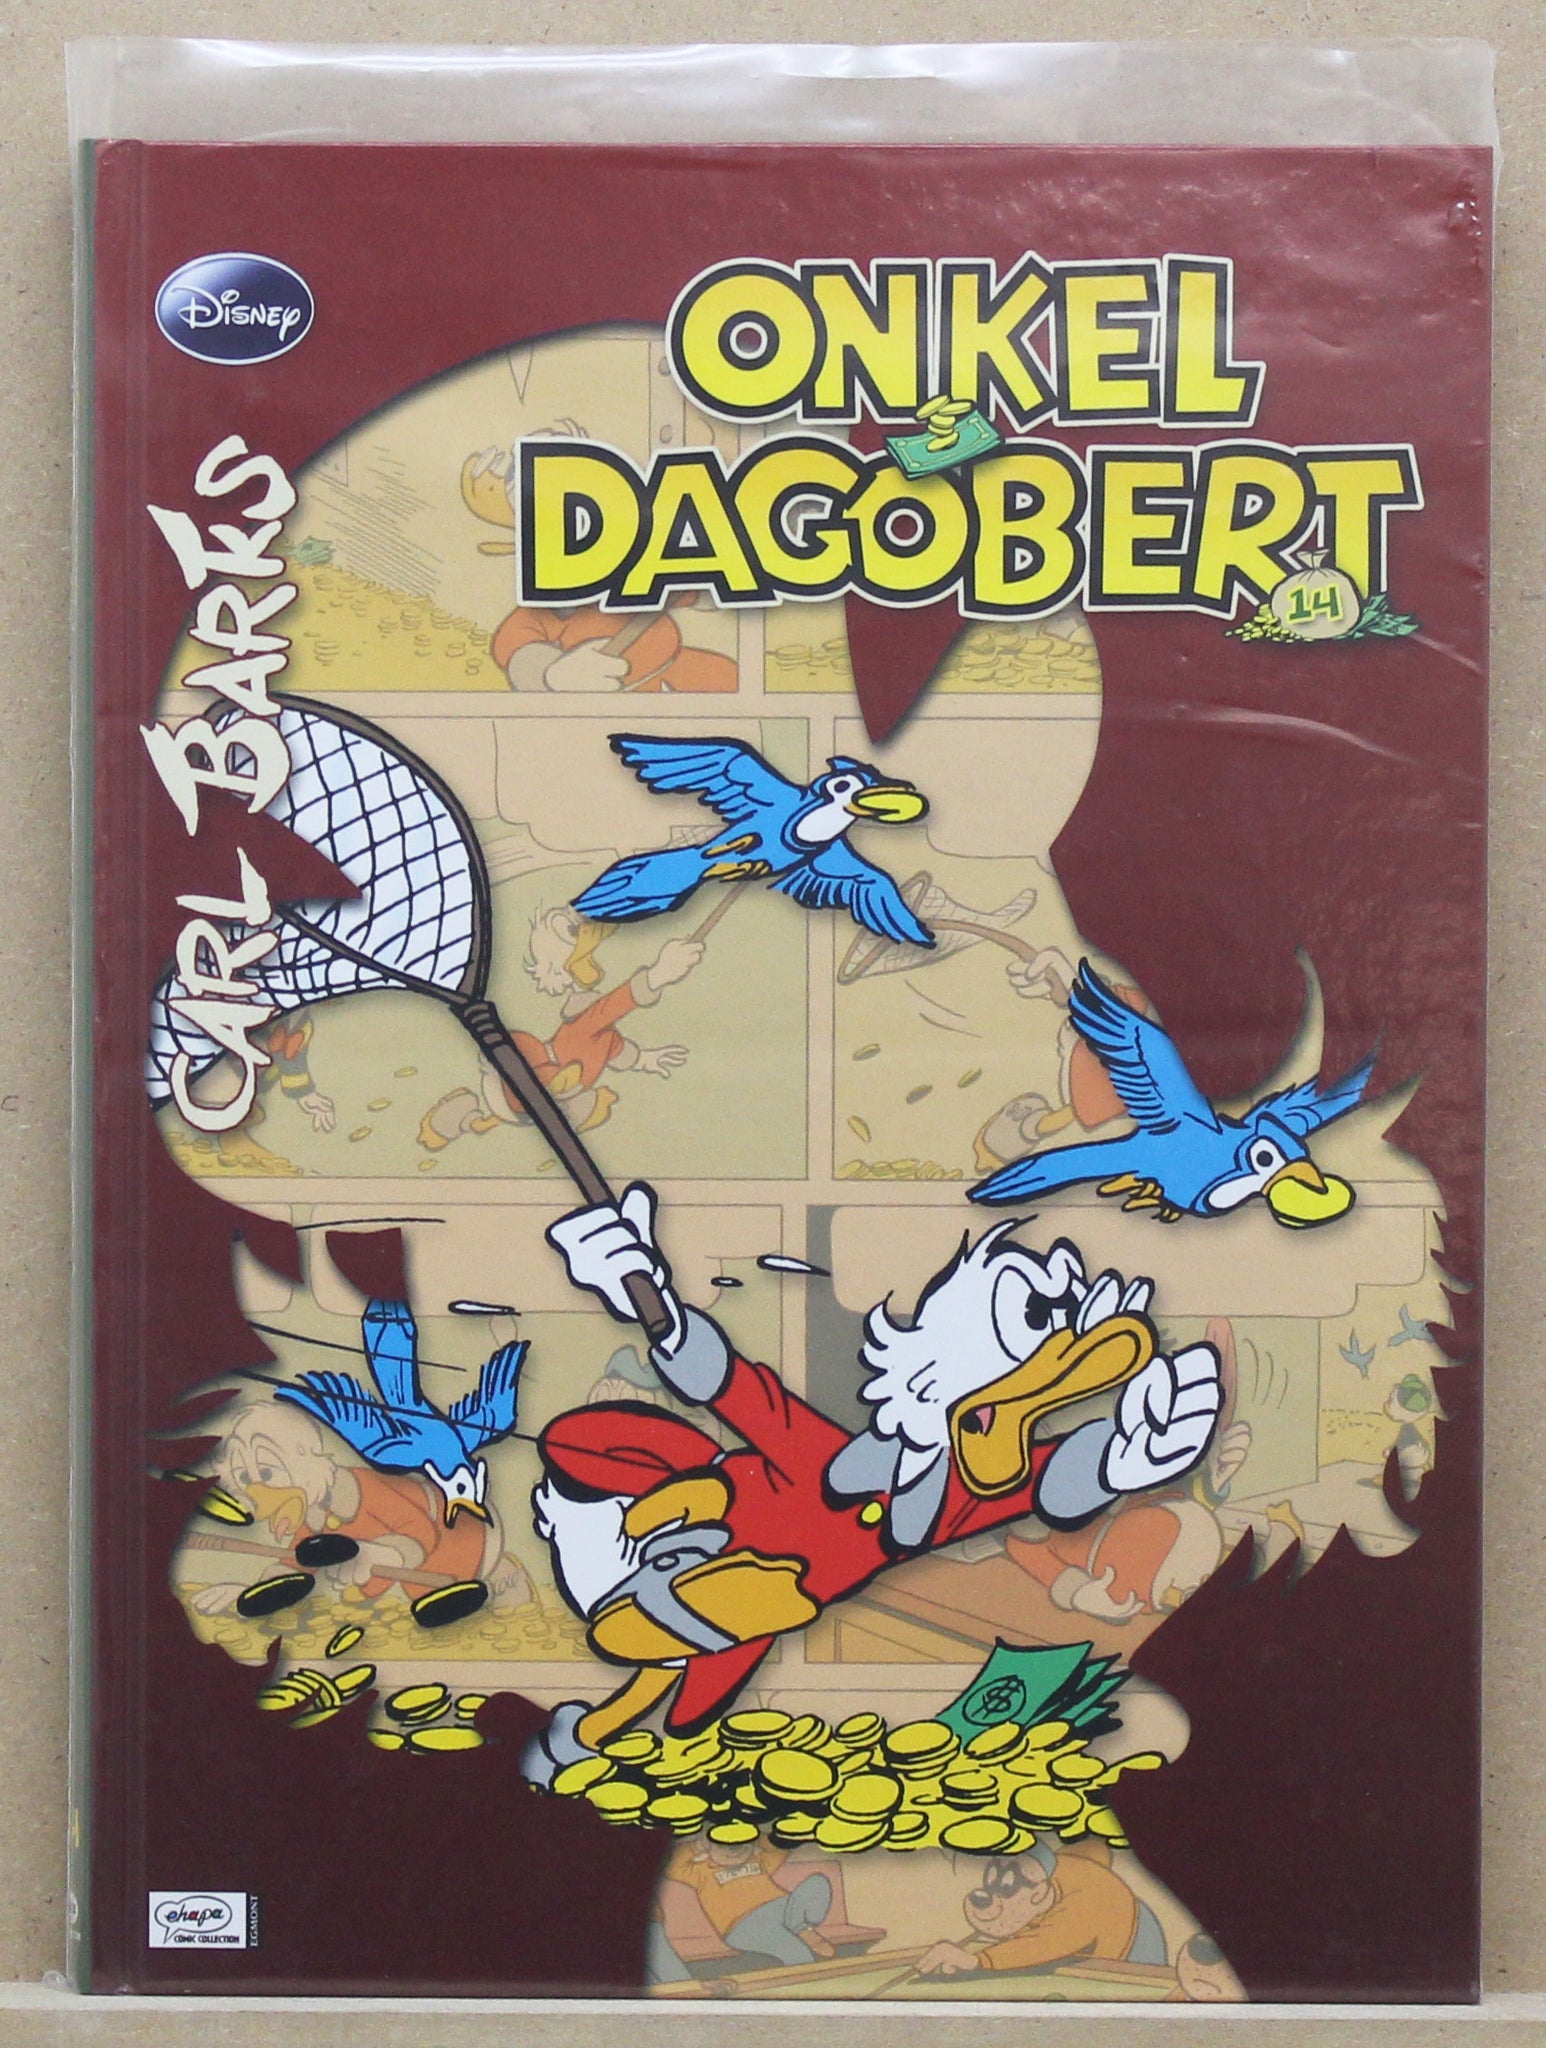 Disney
ONKEL
DAGOBERT
14
CARL BARKS
ehapa
COMIC COLLECTION
EGMONT